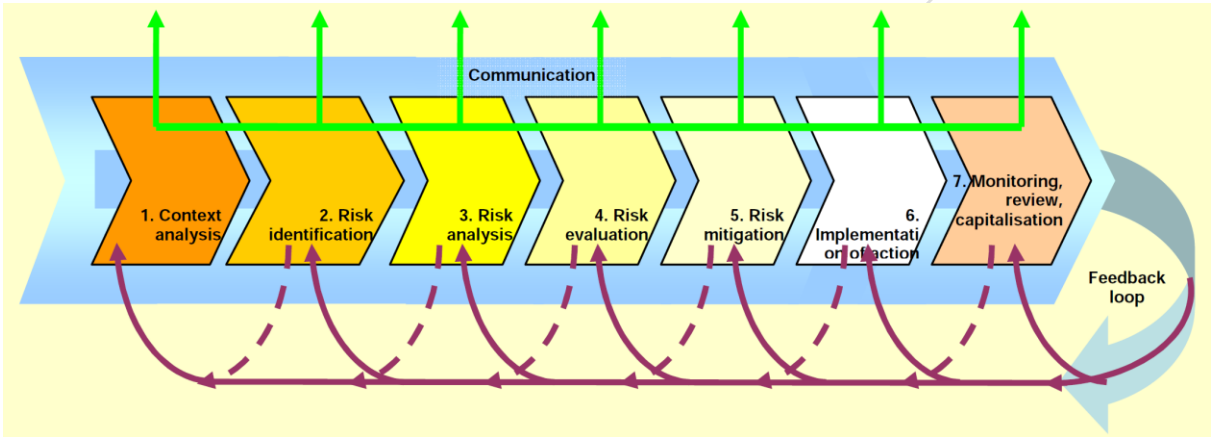 Communication
1. Context
analysis
2. Risk
identification
3. Risk
analysis
4. Risk
evaluation
5. Risk
mitigation
6.
Implementati
on of action
7. Monitoring,
review,
capitalisation
Feedback
loop